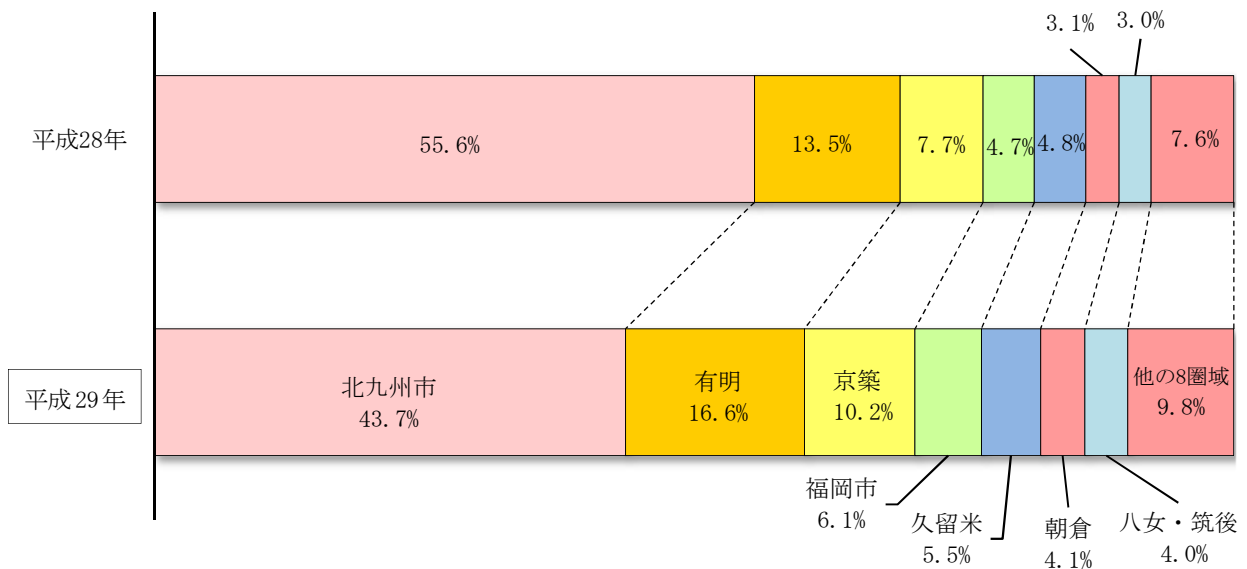 3.1%
3.0%
平成28年
55.6%
13.5%
7.7%
4.7%
4.8%
7.6%
平成29年
北九州市
43.7%
有明
16.6%
京築
10.2%
他の8圏域
9.8%
福岡市
6.1%
久留米
5.5%
朝倉
4.1%
八女・筑後
4.0%